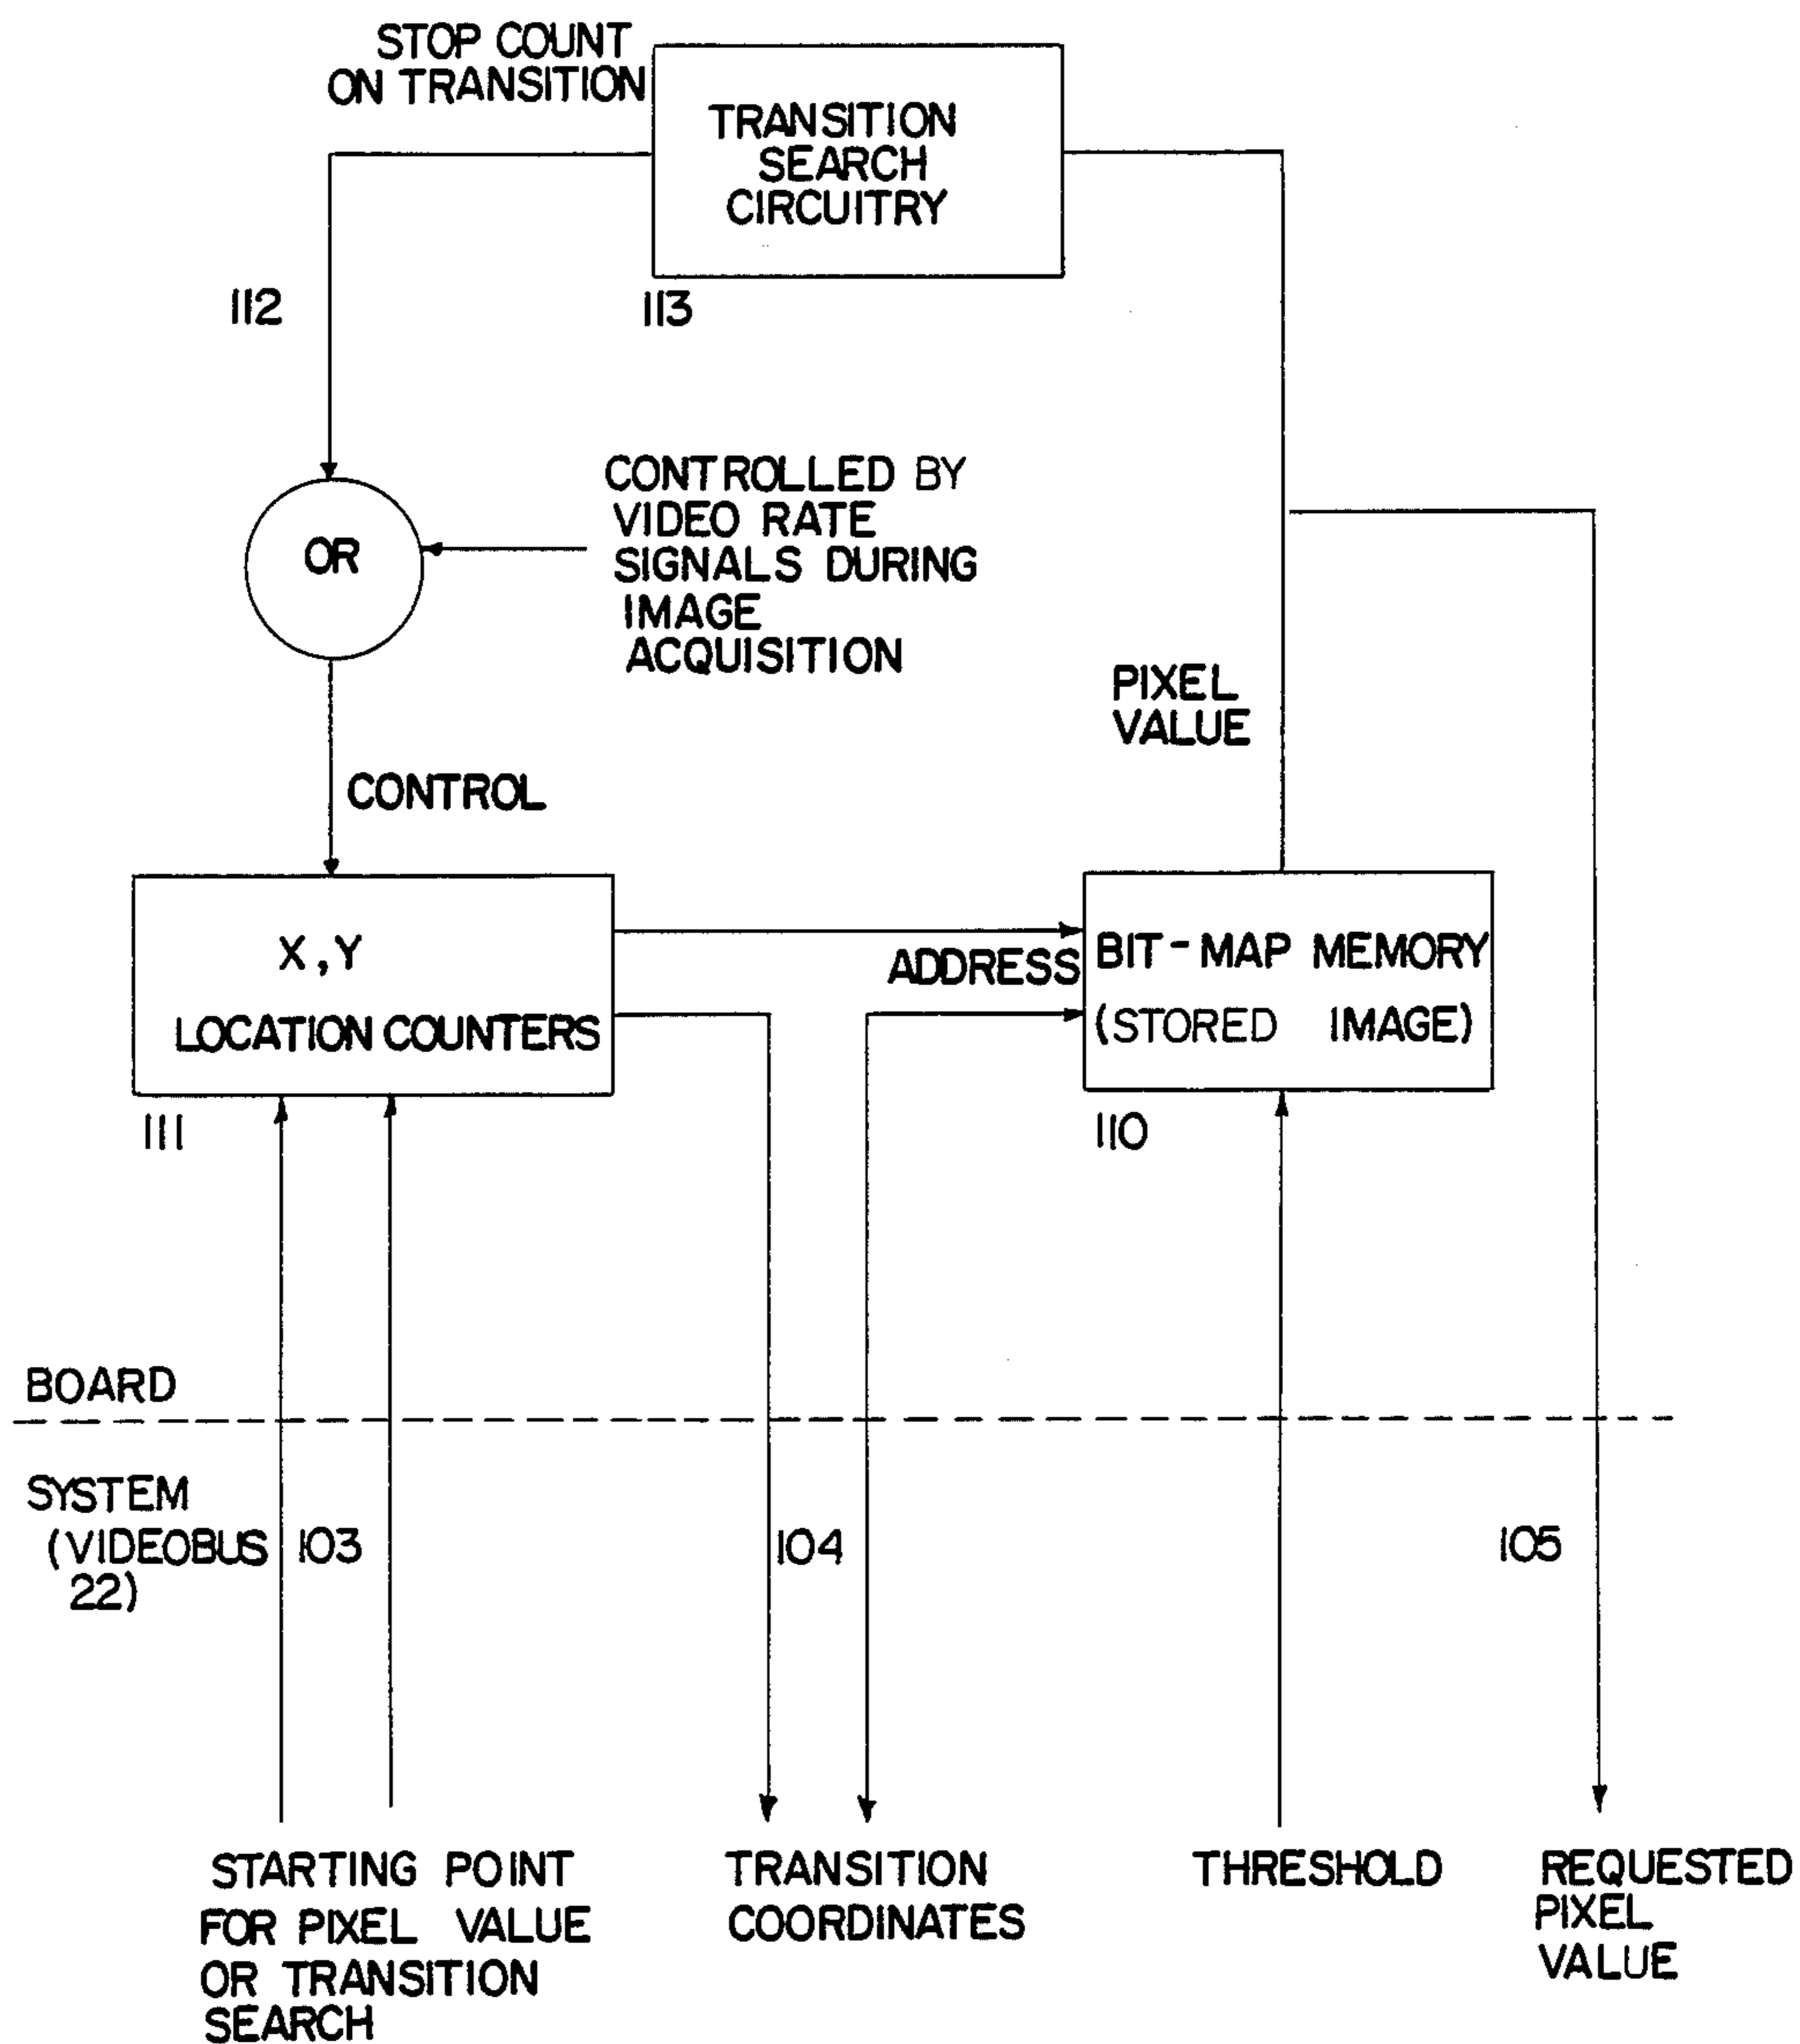 STOP COUNT
ON TRANSITION
TRANSITION
SEARCH
CIRCUITRY
112
113
CONTROLLED BY
VIDEO RATE
SIGNALS DURING
IMAGE
ACQUISITION
OR
PIXEL
VALUE
CONTROL
X,Y
LOCATION COUNTERS
ADDRESS
BIT-MAP MEMORY
(STORED IMAGE)
111
110
BOARD
SYSTEM
(VIDEOBUS
22)
103
104
105
STARTING POINT
FOR PIXEL VALUE
OR TRANSITION
SEARCH
TRANSITION
COORDINATES
THRESHOLD
REQUESTED
PIXEL
VALUE